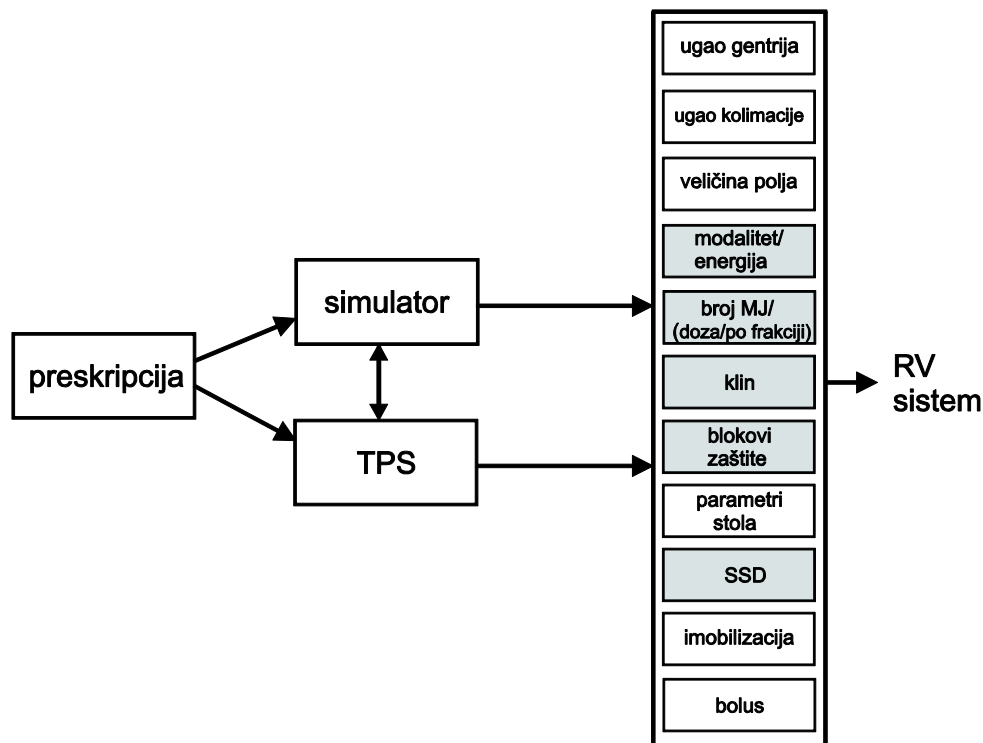 preskripcija
simulator
TPS
ugao gentrija
ugao kolimacije
veličina polja
modalitet/
energija
broj MJ/
(doza/po frakciji)
klin
blokovi
zaštite
parametri
stola
SSD
imobilizacija
bolus
RV
sistem